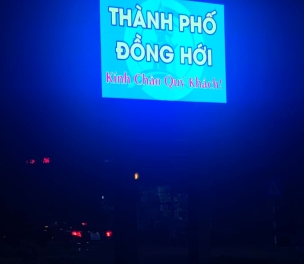 THÀNH PHỐ
ĐỒNG HỚI
Kính Chào Quý Khách!